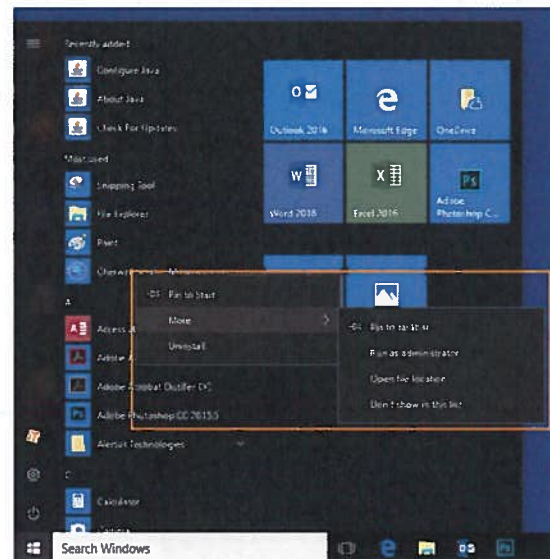 Recently added
Configure Java
About Java
Check For Updates
Most used
Snipping Tool
File Explorer
Paint
A
Access
Adobe A
Adobe Acrobat Distiller DC
Adobe Photoshop CC 2015.5
Alertus Technologies
C
Calculator
Camera
Outlook 2016
Microsoft Edge
OneDrive
Word 2016
Excel 2016
Adobe
Photoshop C...
Pin to Start
More
Uninstall
Pin to taskbar
Run as administrator
Open file location
Don't show in this list
Search Windows